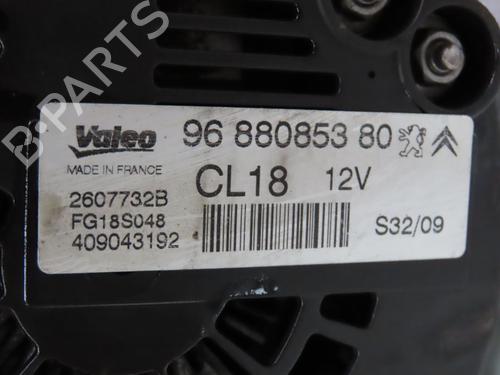 Valeo 96 880853 80
MADE IN FRANCE CL18 12V
2607732B
FG18S048 S32/09
409043192
B PARTS